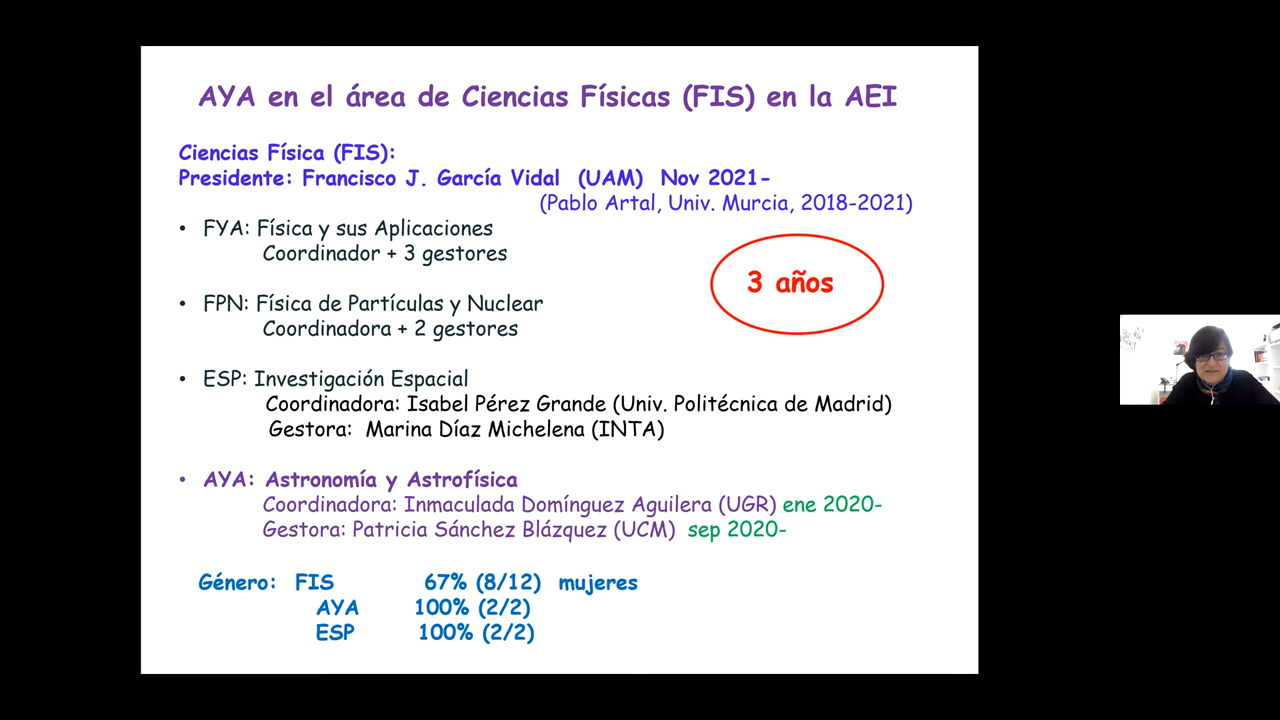 AYA en el área de Ciencias Físicas (FIS) en la AEI
Ciencias Física (FIS):
Presidente: Francisco J. García Vidal (UAM) Nov 2021-
(Pablo Artal, Univ. Murcia, 2018-2021)
• FYA: Física y sus Aplicaciones
Coordinador + 3 gestores
3 años
• FPN: Física de Partículas y Nuclear
Coordinadora + 2 gestores
• ESP: Investigación Espacial
Coordinadora: Isabel Pérez Grande (Univ. Politécnica de Madrid)
Gestora: Marina Díaz Michelena (INTA)
• AYA: Astronomía y Astrofísica
Coordinadora: Inmaculada Domínguez Aguilera (UGR) ene 2020-
Gestora: Patricia Sánchez Blázquez (UCM) sep 2020-
Género: FIS 67% (8/12) mujeres
AYA 100% (2/2)
ESP 100% (2/2)